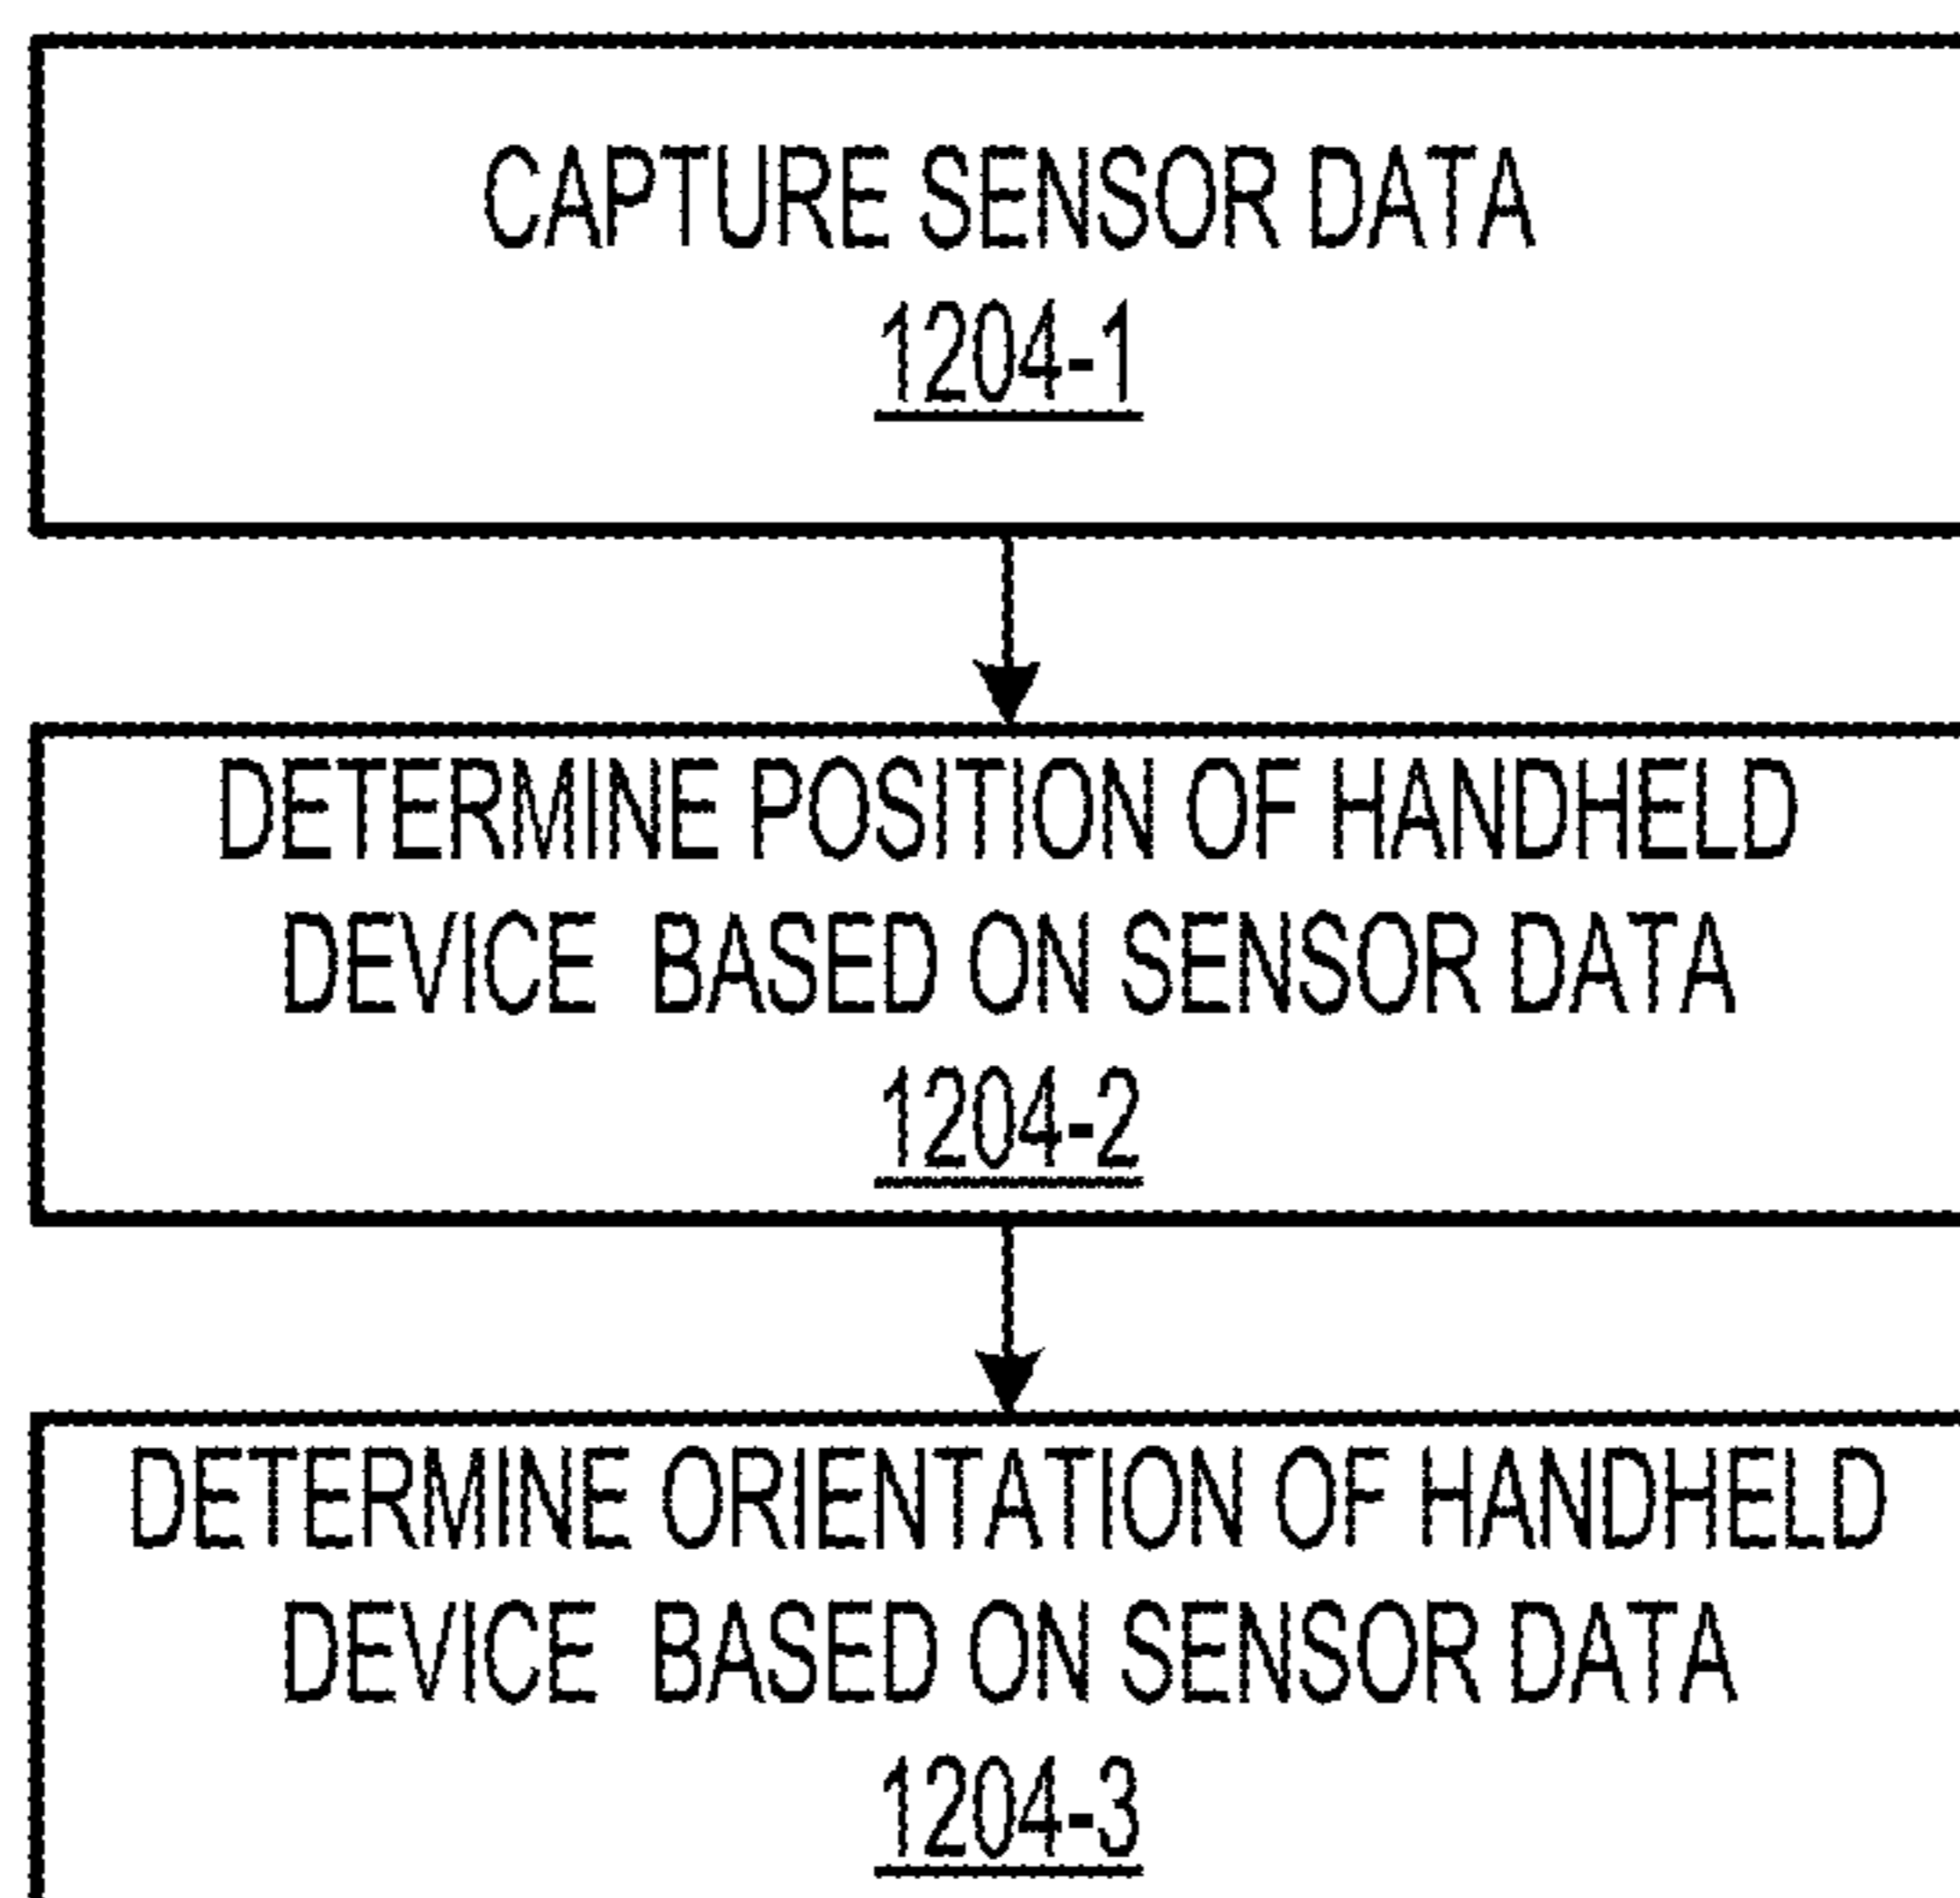 CAPTURE SENSOR DATA
1204-1
DETERMINE POSITION OF HANDHELD
DEVICE BASED ON SENSOR DATA
1204-2
DETERMINE ORIENTATION OF HANDHELD
DEVICE BASED ON SENSOR DATA
1204-3